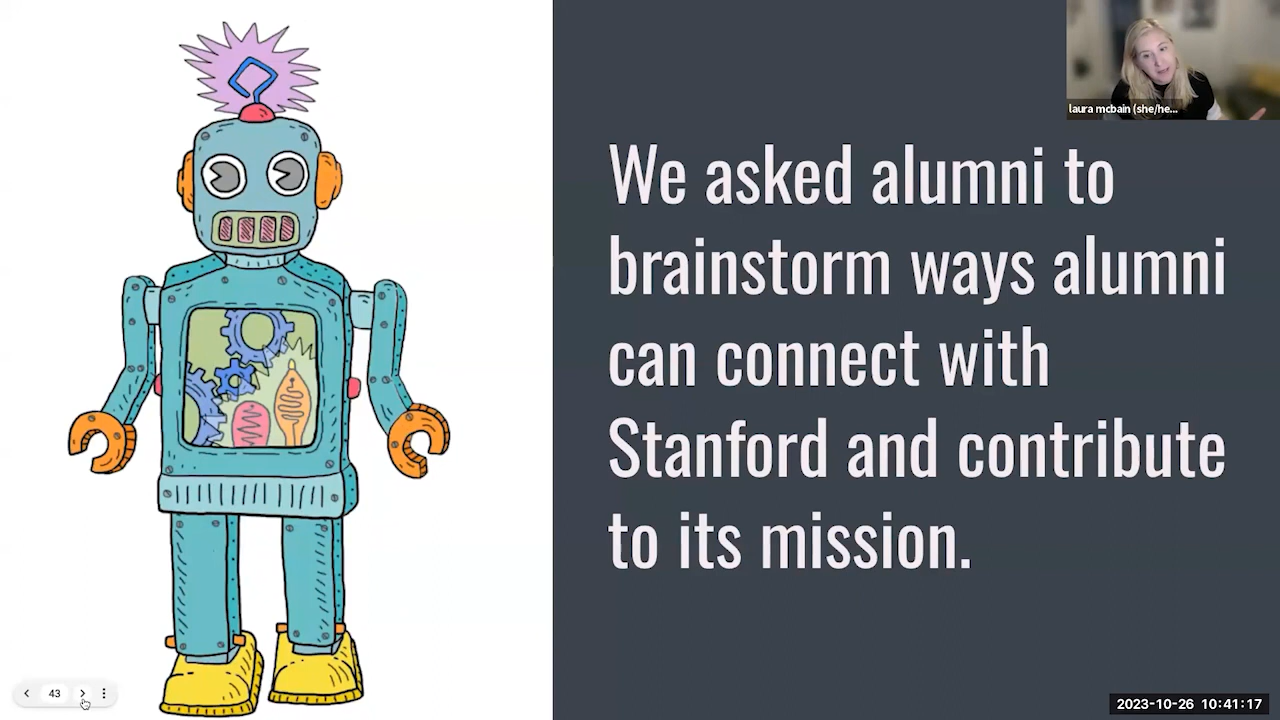 laura mcbain (she/he...
We asked alumni to
brainstorm ways alumni
can connect with
Stanford and contribute
to its mission.
43
2023-10-26 10:41:17